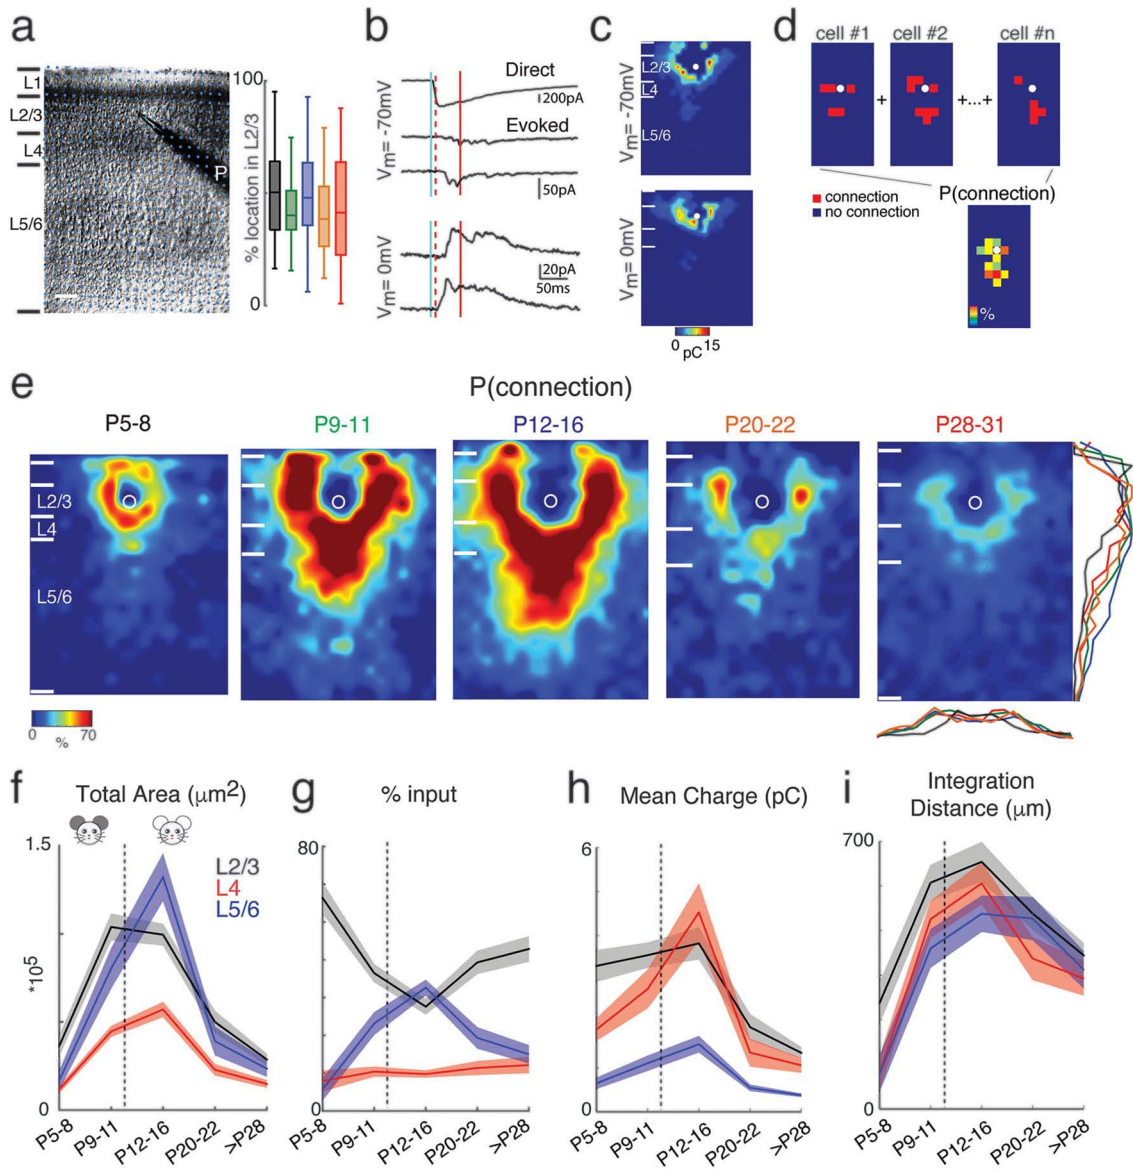 a
L1
L2/3
L4
L5/6
P
100
% location in L2/3
0
b
Vm= -70mV
Direct
200pA
Evoked
50pA
Vm= 0mV
20pA
50ms
c
Vm= -70mV
L2/3
L4
L5/6
Vm= 0mV
0 15
pC
d
cell #1 cell #2 cell #n
+ +...+
P(connection)
connection
no connection
%
e
P(connection)
P5-8 P9-11 P12-16 P20-22 P28-31
L2/3
L4
L5/6
0 70
%
f
Total Area (μm2)
1.5
*105
0
L2/3
L4
L5/6
P5-8 P9-11 P12-16 P20-22 >P28
g
% input
80
0
P5-8 P9-11 P12-16 P20-22 >P28
h
Mean Charge (pC)
6
0
P5-8 P9-11 P12-16 P20-22 >P28
i
Integration
Distance (μm)
700
0
P5-8 P9-11 P12-16 P20-22 >P28